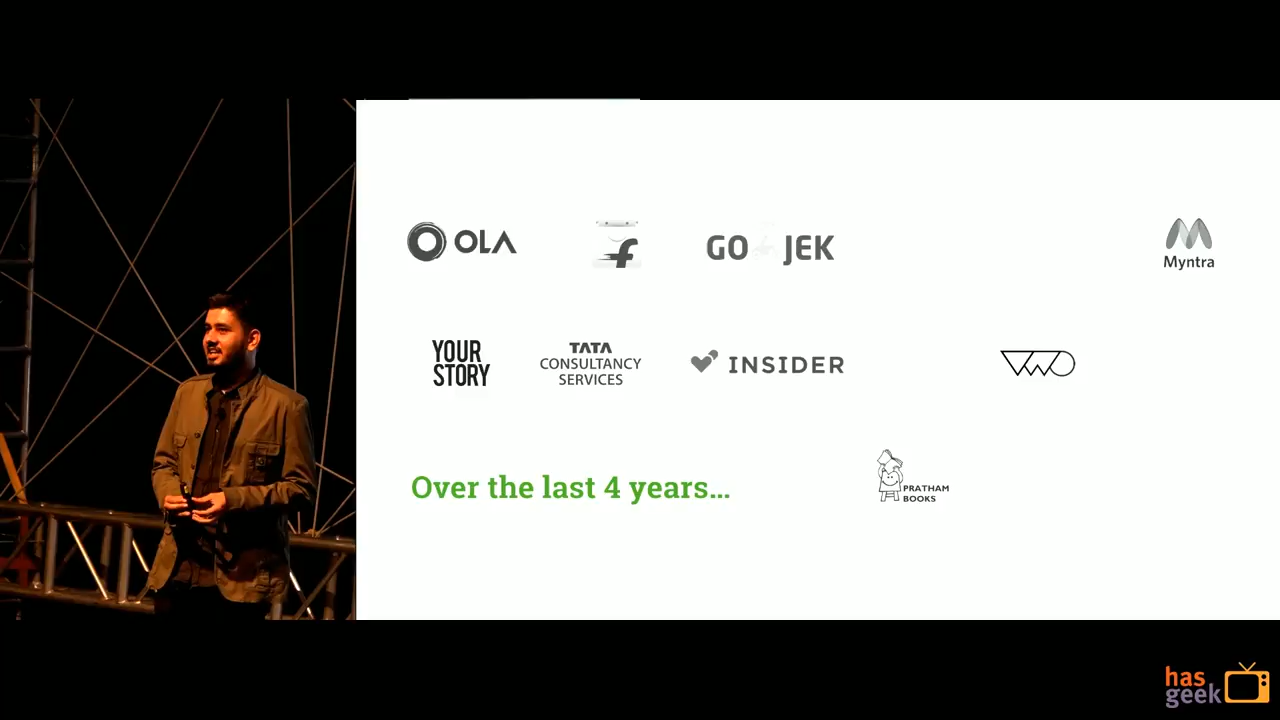 OLA
f
GO JEK
Myntra
YOUR
STORY
TATA
CONSULTANCY
SERVICES
INSIDER
VWO
Over the last 4 years...
PRATHAM
BOOKS
has
geek